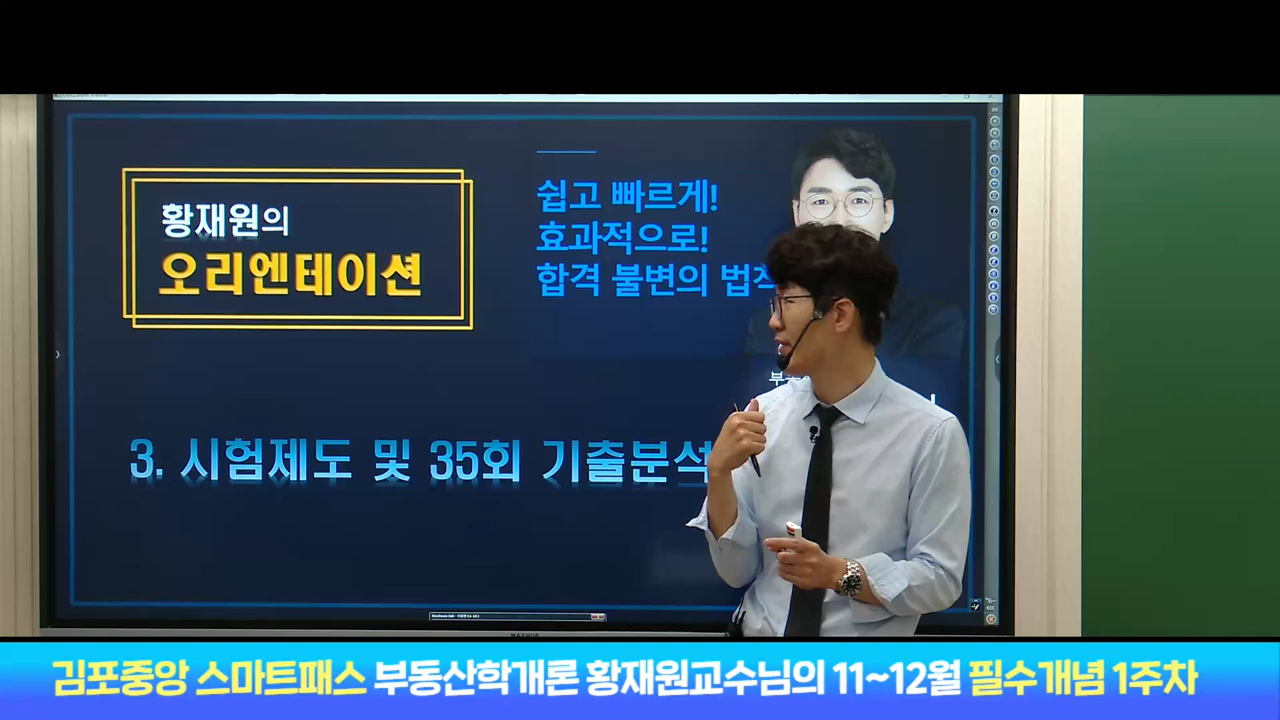 황재원의
오리엔테이션
쉽고 빠르게!
효과적으로!
합격 불변의 법칙
3. 시험제도 및 35회 기출분석
김포중앙 스마트패스 부동산학개론 황재원교수님의 11~12월 필수개념 1주차